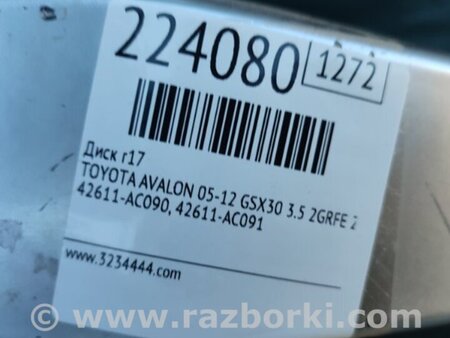 224080 1272
Диск r17
TOYOTA AVALON 05-12 GSX30 3.5 2GRFE 2
42611-AC090, 42611-AC091
www.3234444.com
www.razborki.com